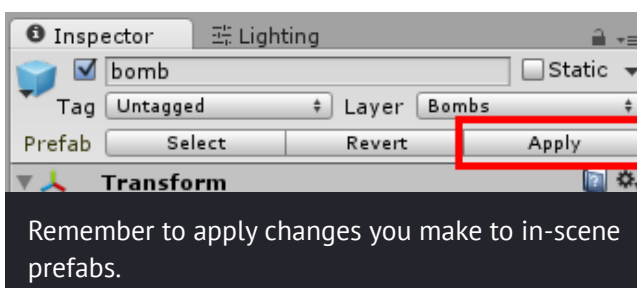 Inspector Lighting
bomb Static
Tag Untagged Layer Bombs
Prefab Select Revert Apply
Transform
Remember to apply changes you make to in-scene
prefabs.